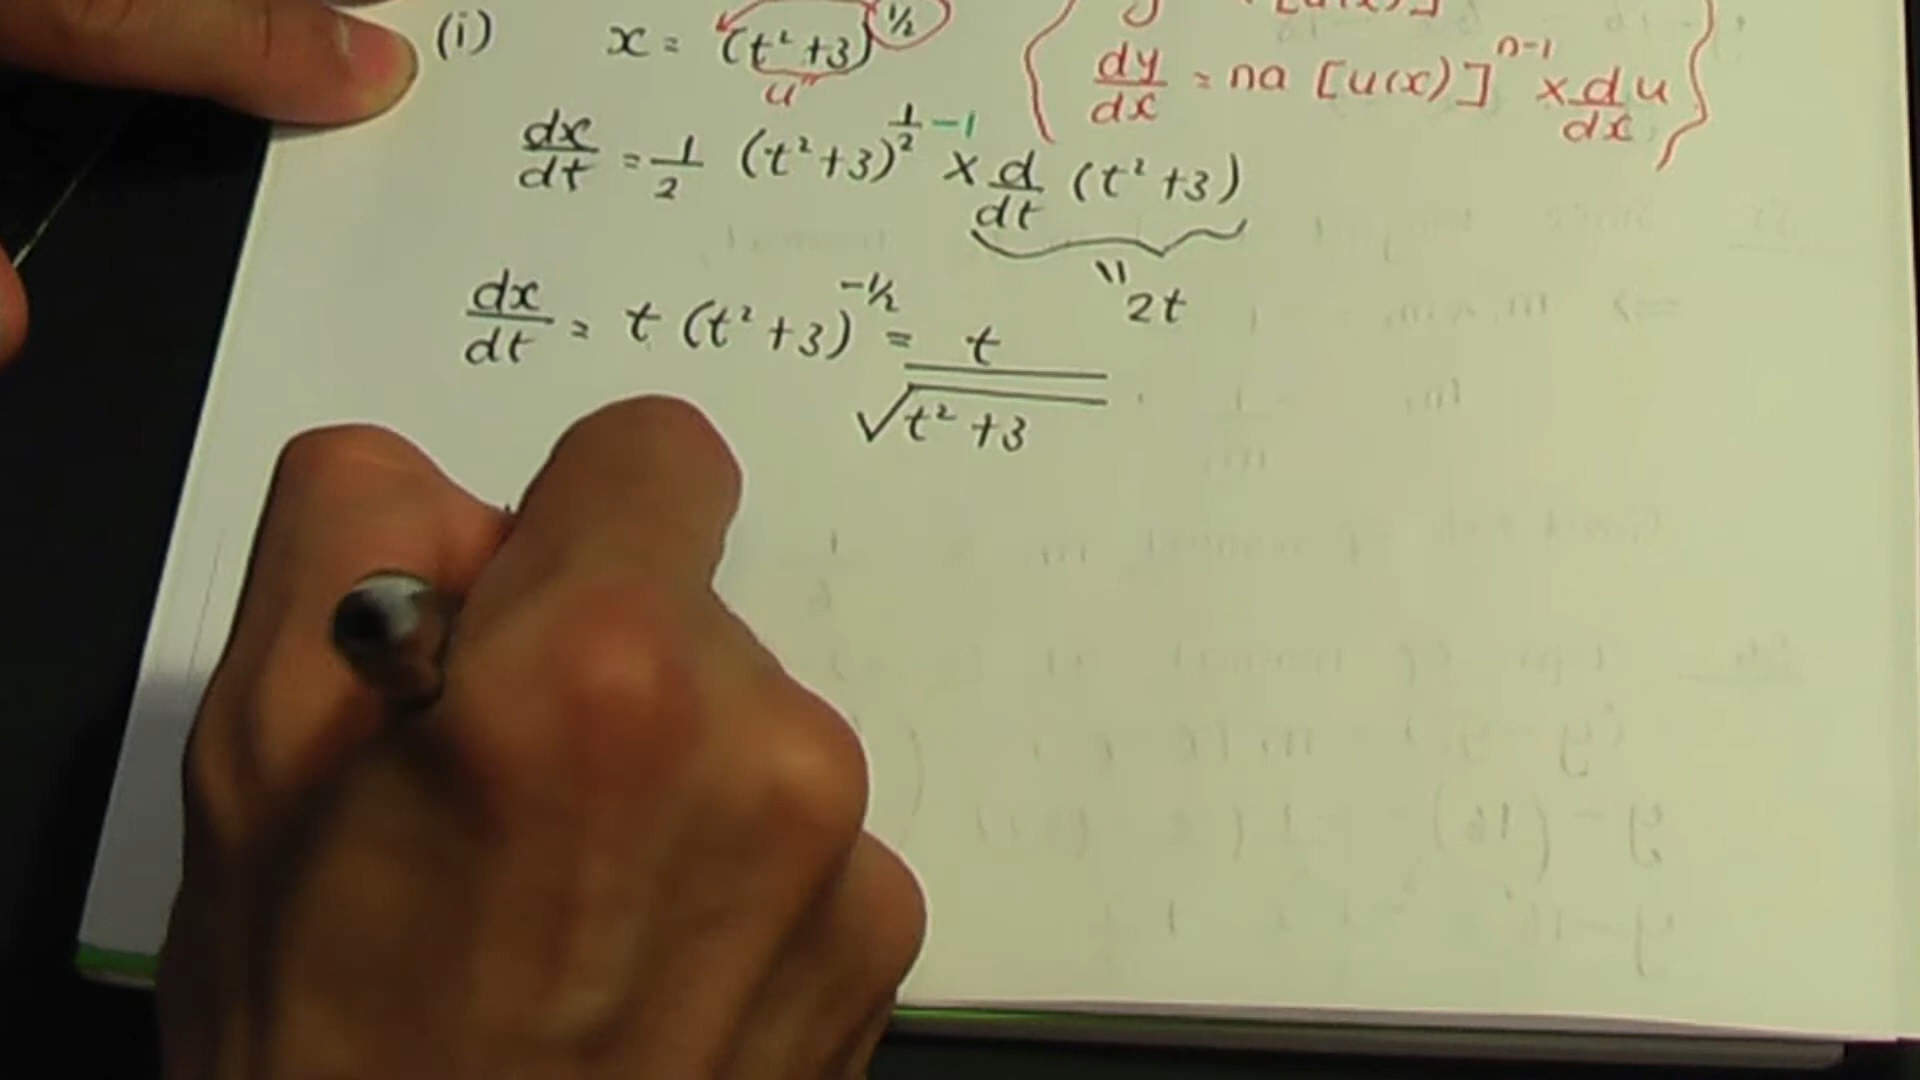 (i) x = (t² + 3)^½
u
dy/dx = na [u(x)]^(n-1) × d/dx u
dx/dt = 1/2 (t² + 3)^(1/2 - 1) × d/dt (t² + 3)
" 2t
dx/dt = t (t² + 3)^(-½) = t / √(t² + 3)